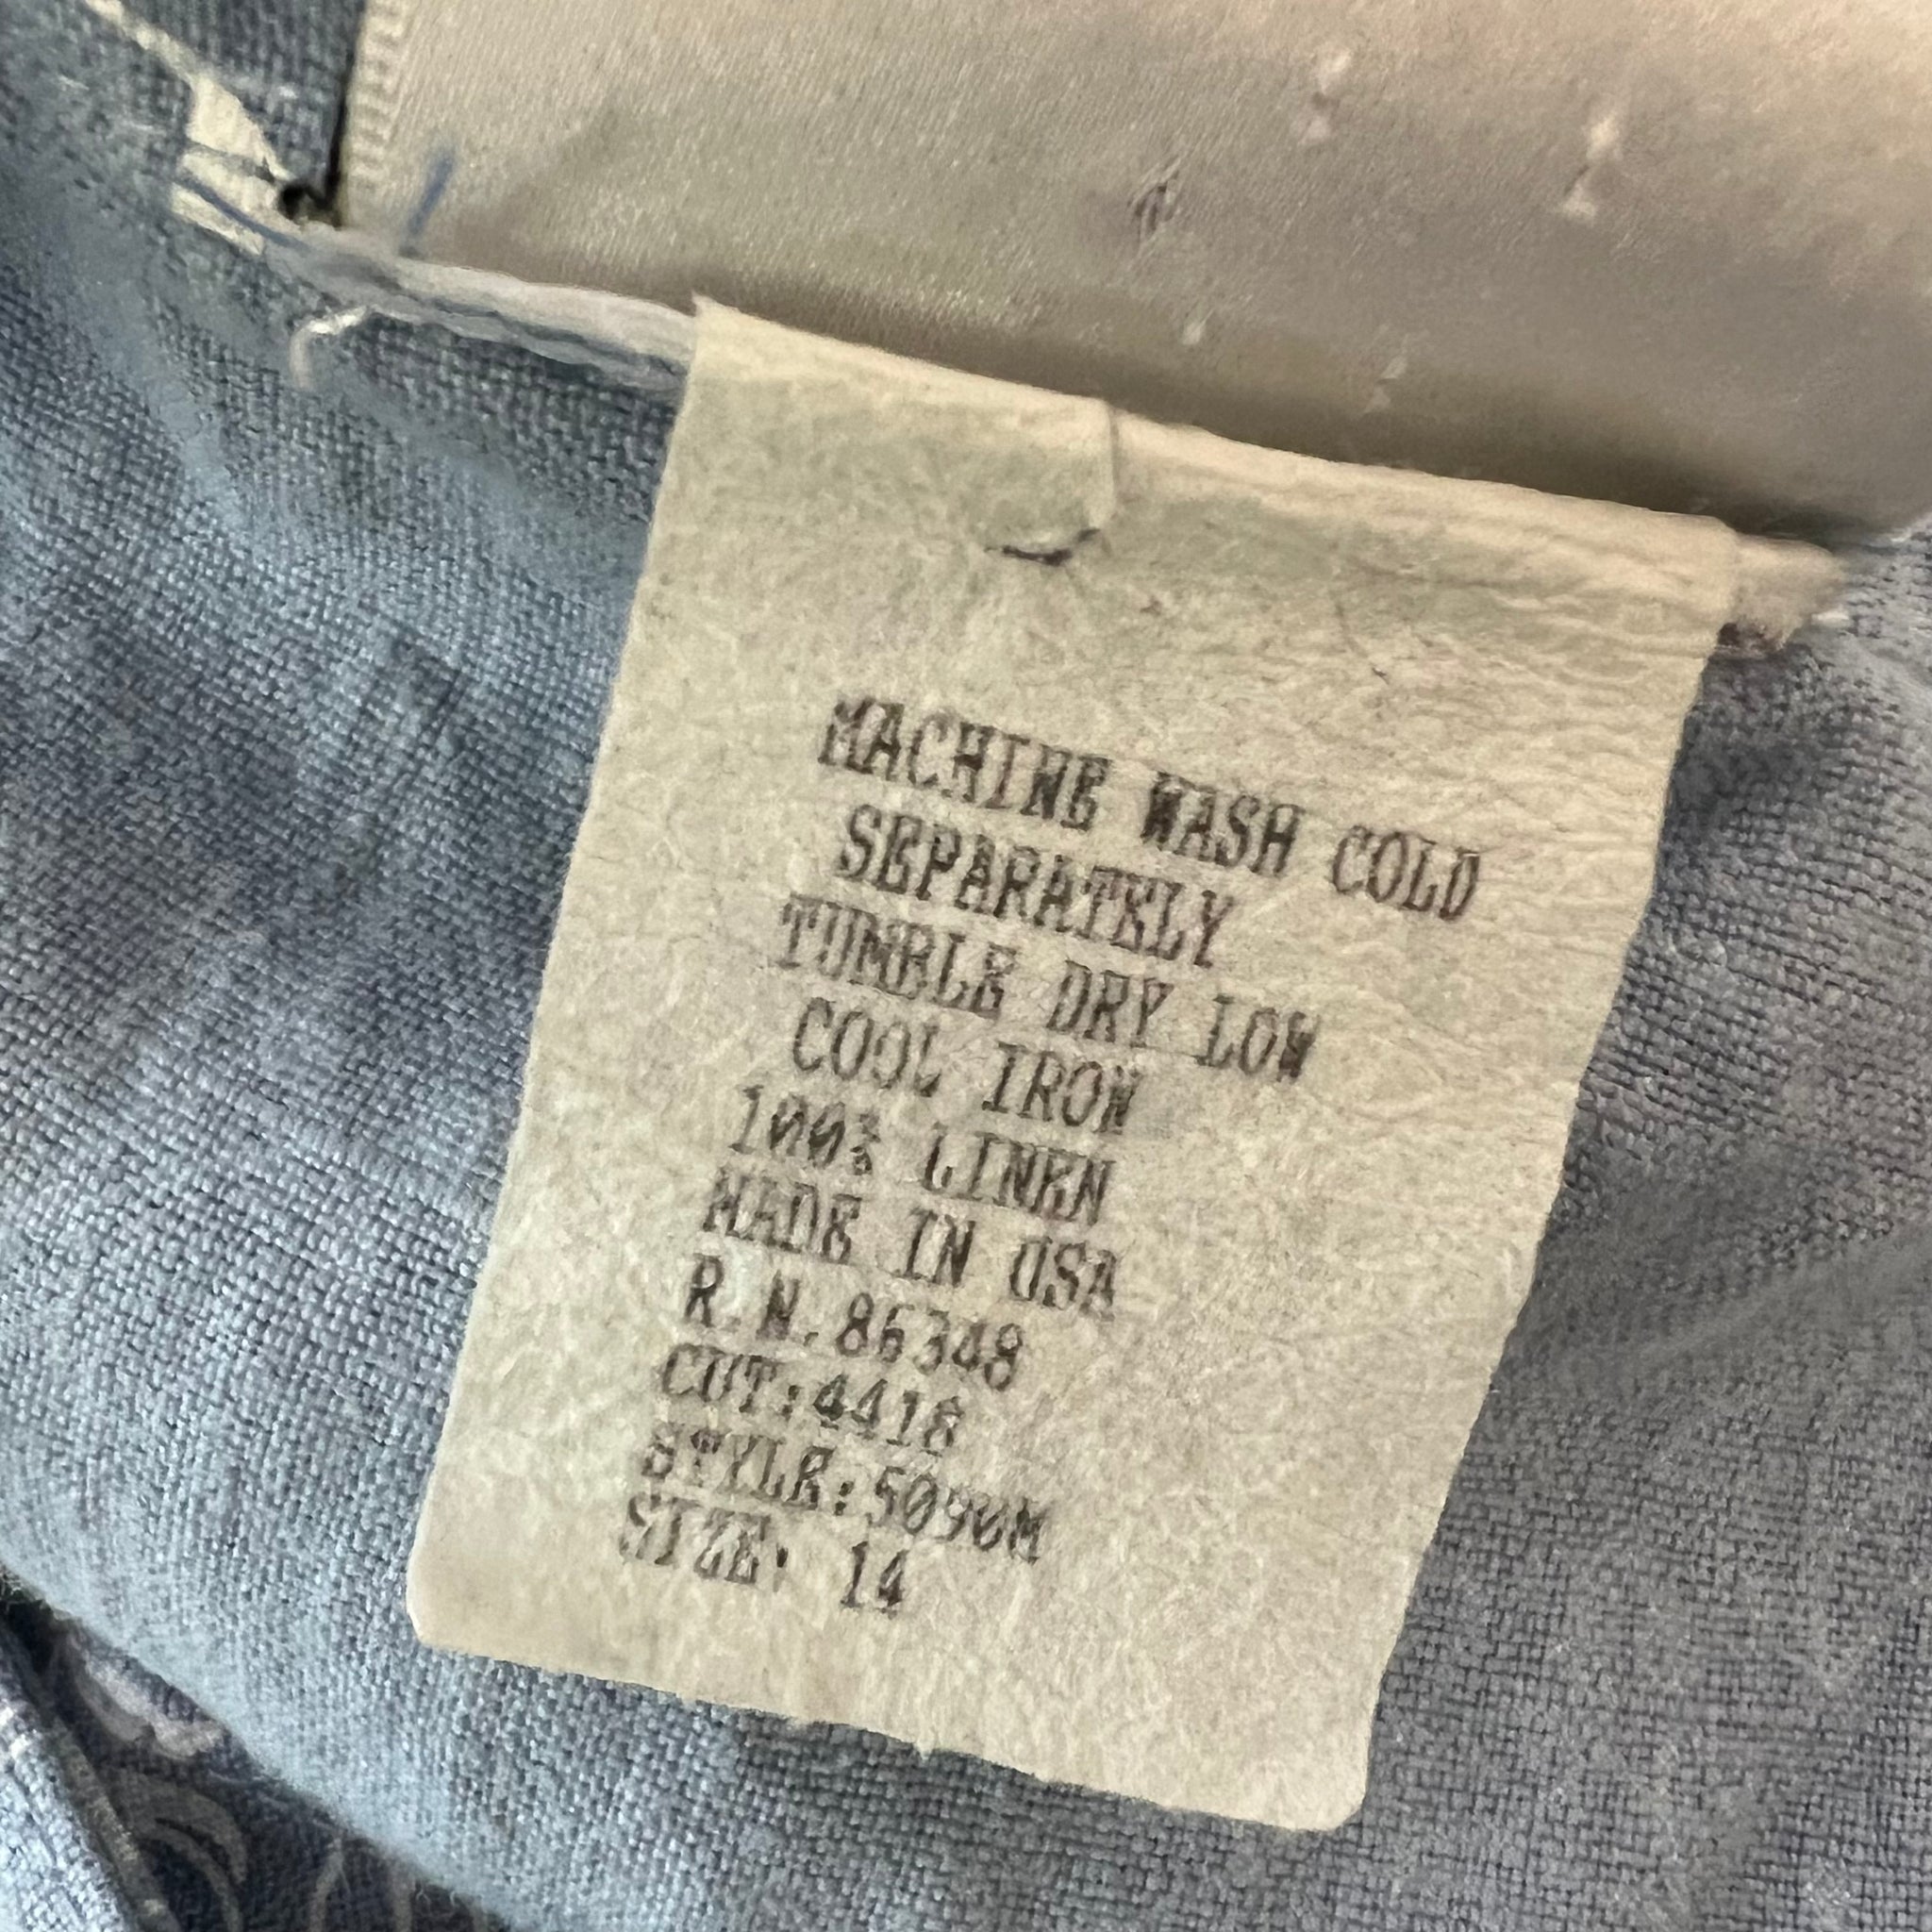 MACHINE WASH COLD
SEPARATELY
TUMBLE DRY LOW
COOL IRON
100% LINEN
MADE IN USA
R.N.86348
CUT:4418
STYLE:5090M
SIZE: 14